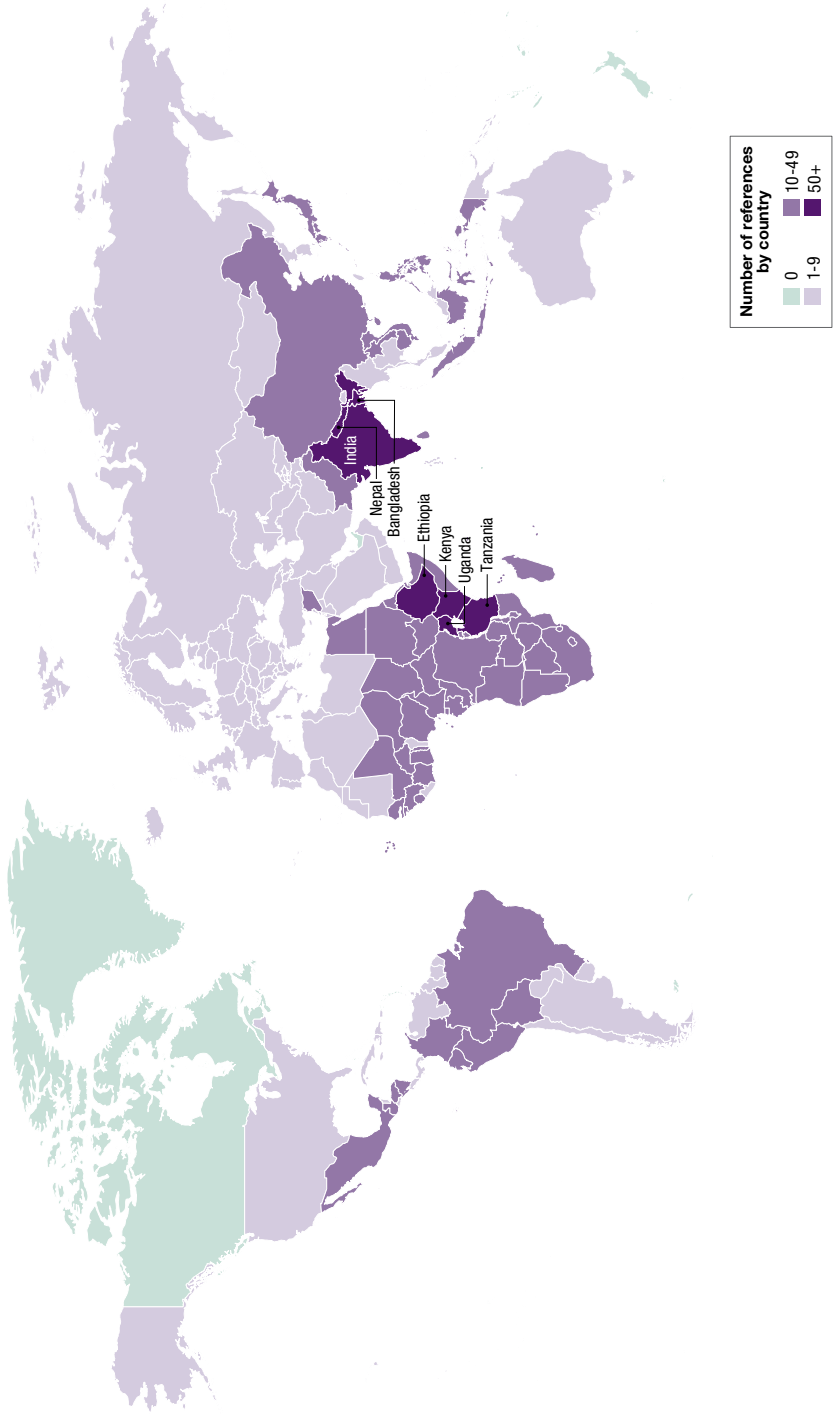 India
Nepal
Bangladesh
Ethiopia
Kenya
Uganda
Tanzania
Number of references
by country
0
10-49
1-9
50+